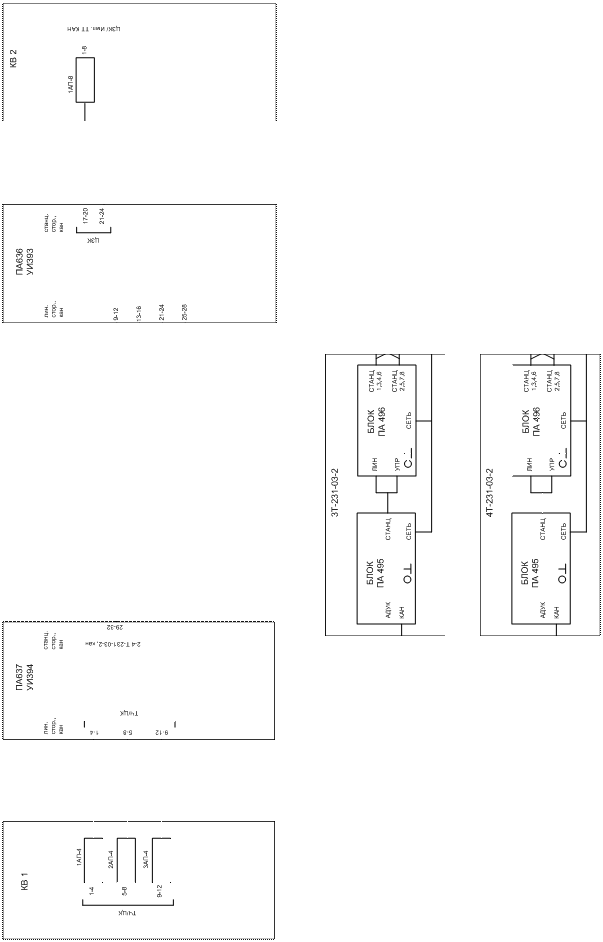 КВ 2
1АП-8
1-8
ЦЗК/Имп. ТТ КАН
ПА636
УИ393
лин.
стор.,
кан
станц.
стор.,
кан
9-12
13-16
21-24
25-28
17-20
21-24
ЦЗК
3Т-231-03-2
БЛОК
ПА 496
СТАНЦ
1,3,4,6
СТАНЦ
2,5,7,8
ЛИН
УПР
СЕТЬ
БЛОК
ПА 495
СТАНЦ
СЕТЬ
АДУК
КАН
4Т-231-03-2
БЛОК
ПА 496
СТАНЦ
1,3,4,6
СТАНЦ
2,5,7,8
ЛИН
УПР
СЕТЬ
БЛОК
ПА 495
СТАНЦ
СЕТЬ
АДУК
КАН
ПА637
УИ394
лин.
стор.,
кан
станц.
стор.,
кан
2-4 Т-231-03-2, кан
29-32
ТЧ/ЦК
1-4
5-8
9-12
КВ 1
1АП-4
2АП-4
3АП-4
1-4
5-8
9-12
ТЧ/ЦК